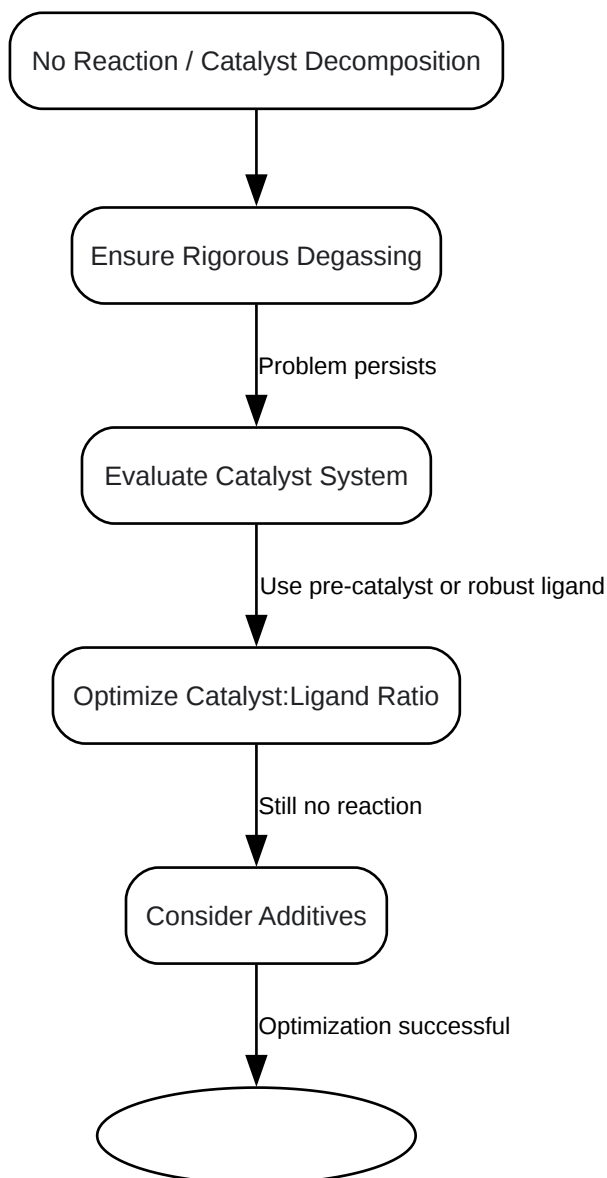 No Reaction / Catalyst Decomposition
Ensure Rigorous Degassing
Problem persists
Evaluate Catalyst System
Use pre-catalyst or robust ligand
Optimize Catalyst:Ligand Ratio
Still no reaction
Consider Additives
Optimization successful